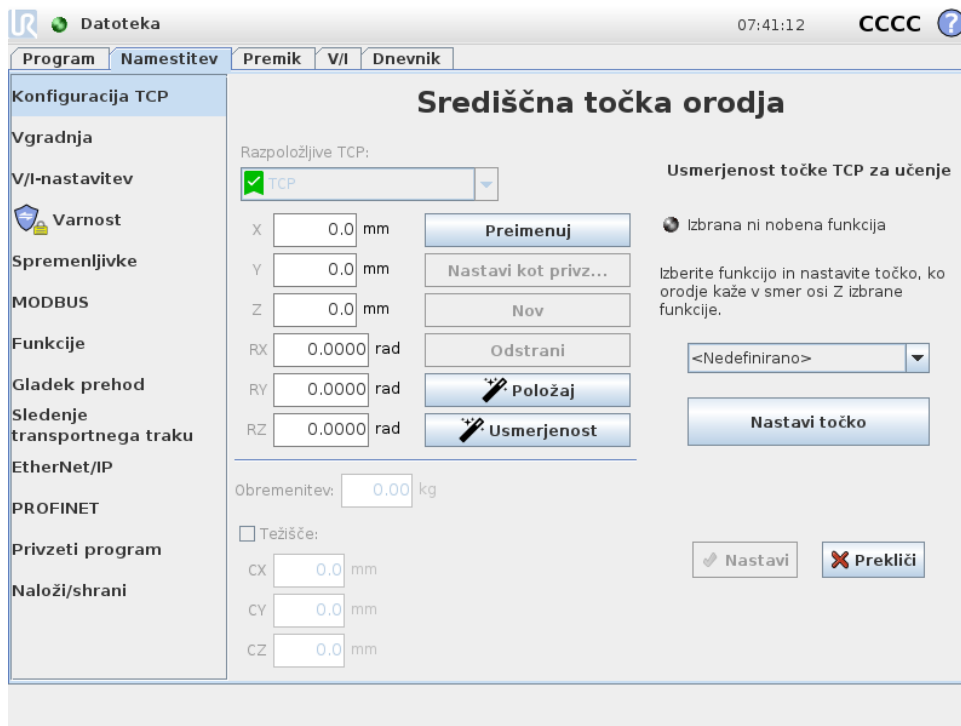 UR Datoteka 07:41:12 CCCC ?
Program Namestitev Premik V/I Dnevnik
Konfiguracija TCP
Vgradnja
V/I-nastavitev
Varnost
Spremenljivke
MODBUS
Funkcije
Gladek prehod
Sledenje
transportnega traku
EtherNet/IP
PROFINET
Privzeti program
Naloži/shrani
Središčna točka orodja
Razpoložljive TCP:
TCP
X 0.0 mm Preimenuj
Y 0.0 mm Nastavi kot privz...
Z 0.0 mm Nov
RX 0.0000 rad Odstrani
RY 0.0000 rad Položaj
RZ 0.0000 rad Usmerjenost
Obremenitev: 0.00 kg
Težišče:
CX 0.0 mm
CY 0.0 mm
CZ 0.0 mm
Usmerjenost točke TCP za učenje
Izbrana ni nobena funkcija
Izberite funkcijo in nastavite točko, ko
orodje kaže v smer osi Z izbrane
funkcije.
<Nedefinirano>
Nastavi točko
Nastavi Prekliči